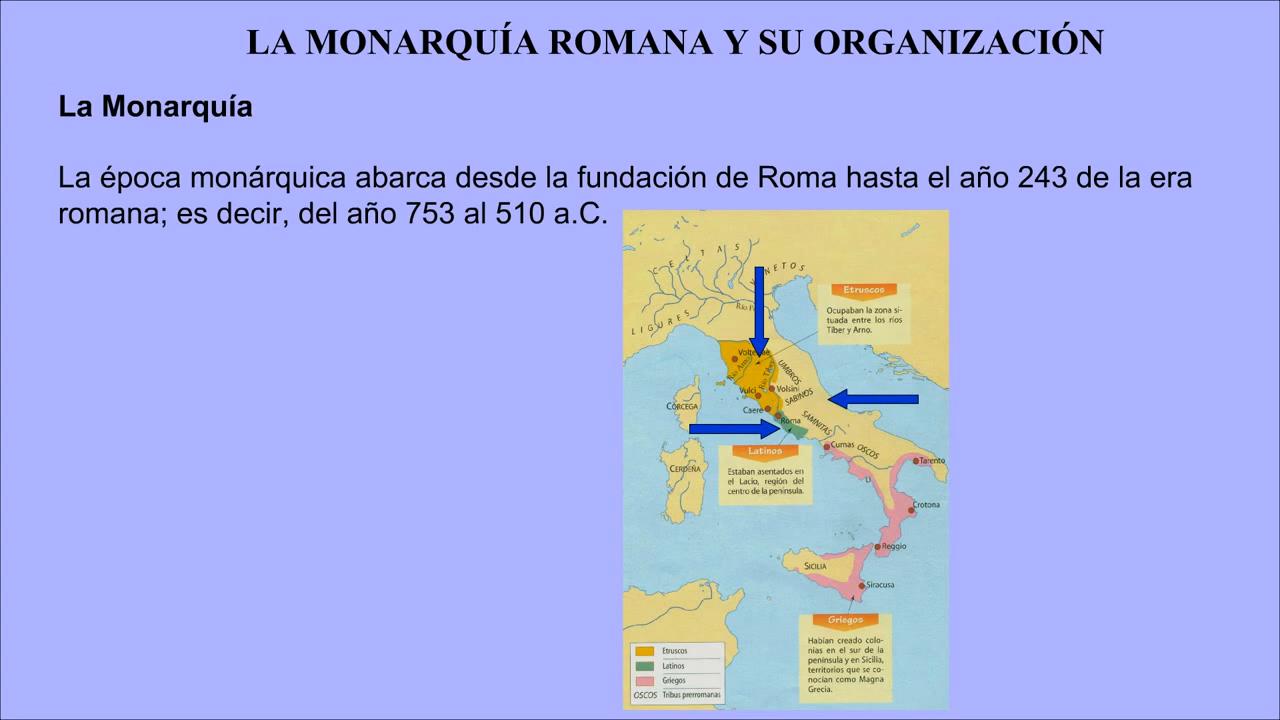 LA MONARQUÍA ROMANA Y SU ORGANIZACIÓN
La Monarquía
La época monárquica abarca desde la fundación de Roma hasta el año 243 de la era
romana; es decir, del año 753 al 510 a.C.
CELTAS
VENETOS
LIGURES
Etruscos
Ocupaban la zona si-
tuada entre los ríos
Tíber y Arno.
Río Arno
Río Tíber
UMBROS
Vulci
Volsini
SABINOS
Caere
Roma
SAMNITAS
CÓRCEGA
Cumas
OSCOS
Tarento
Latinos
Estaban asentados en
el Lacio, región del
centro de la península.
CERDEÑA
Crotona
Reggio
SICILIA
Siracusa
Griegos
Habían creado colo-
nias en el sur de la
península y en Sicilia,
territorios que se co-
nocían como Magna
Grecia.
Etruscos
Latinos
Griegos
OSCOS Tribus prerromanas